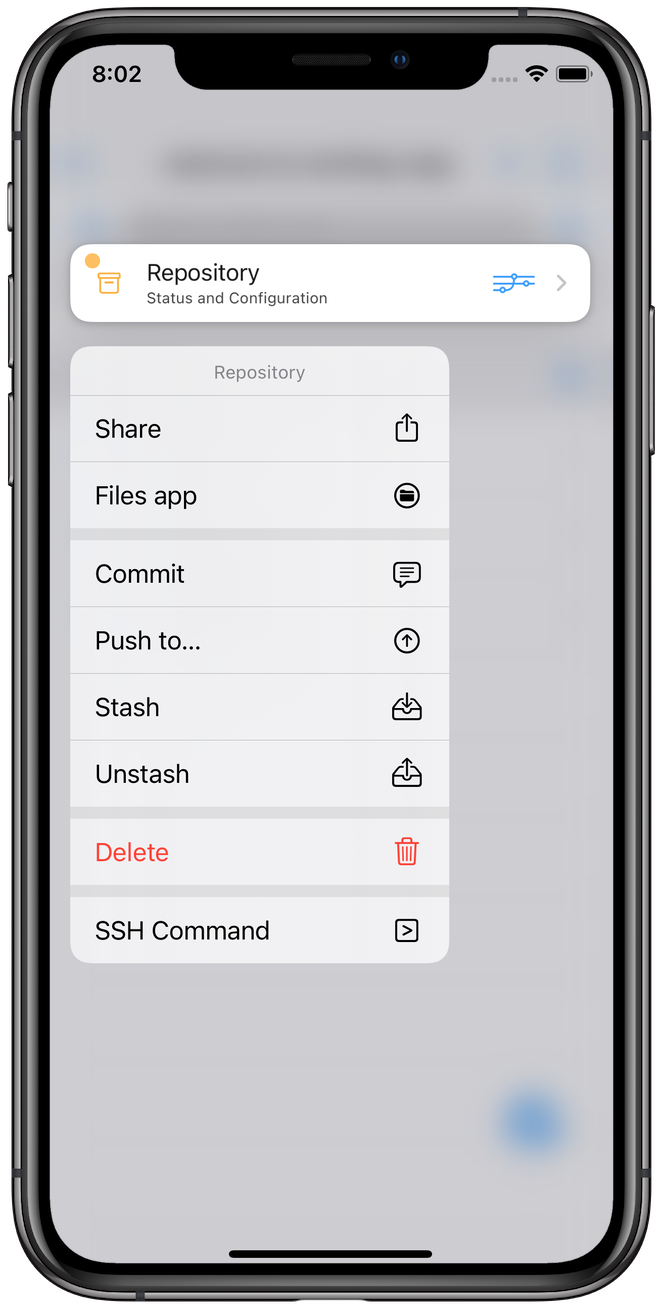 8:02
Repository
Status and Configuration
Repository
Share
Files app
Commit
Push to...
Stash
Unstash
Delete
SSH Command